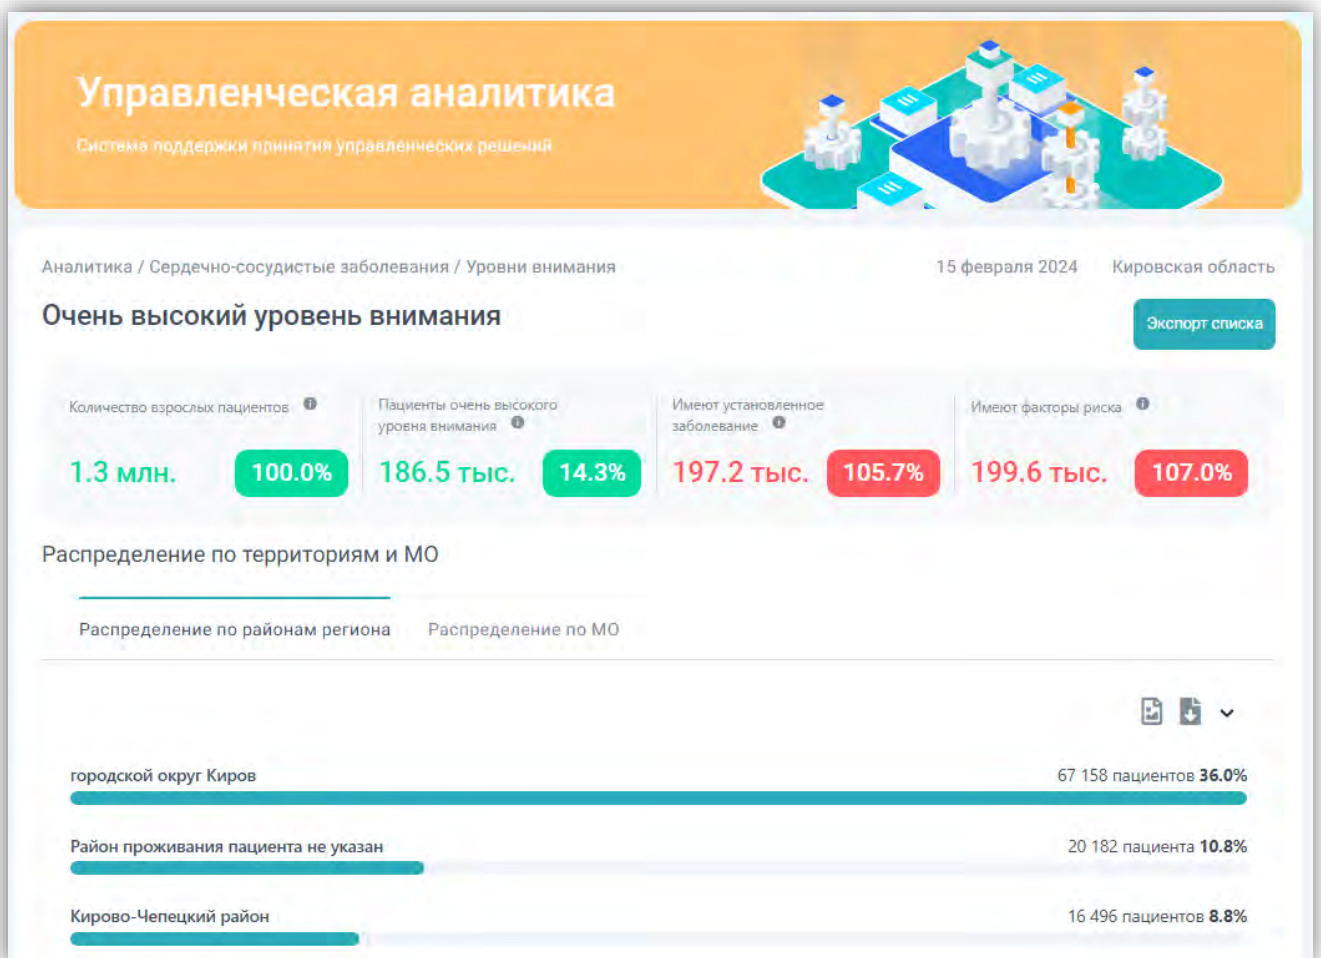 Управленческая аналитика
Система поддержки принятия управленческих решений
Аналитика / Сердечно-сосудистые заболевания / Уровни внимания
15 февраля 2024 Кировская область
Очень высокий уровень внимания
Экспорт списка
Количество взрослых пациентов
1.3 млн. 100.0%
Пациенты очень высокого
уровня внимания
186.5 тыс. 14.3%
Имеют установленное
заболевание
197.2 тыс. 105.7%
Имеют факторы риска
199.6 тыс. 107.0%
Распределение по территориям и МО
Распределение по районам региона Распределение по МО
городской округ Киров 67 158 пациентов 36.0%
Район проживания пациента не указан 20 182 пациента 10.8%
Кирово-Чепецкий район 16 496 пациентов 8.8%